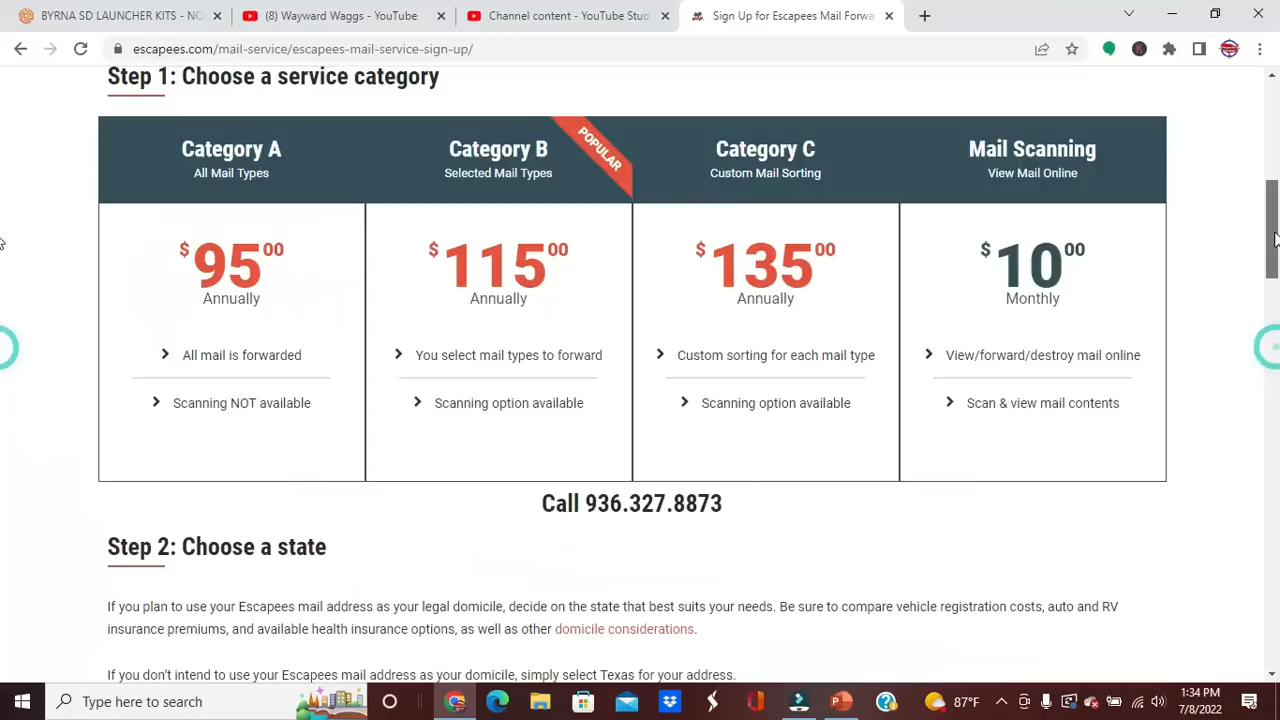 BYRNA SD LAUNCHER KITS - NO
(8) Wayward Waggs - YouTube
Channel content - YouTube Stud
Sign Up for Escapees Mail Forwa
escapees.com/mail-service/escapees-mail-service-sign-up/
Step 1: Choose a service category
Category A
All Mail Types
Category B
Selected Mail Types
POPULAR
Category C
Custom Mail Sorting
Mail Scanning
View Mail Online
$95.00
Annually
$115.00
Annually
$135.00
Annually
$10.00
Monthly
All mail is forwarded
You select mail types to forward
Custom sorting for each mail type
View/forward/destroy mail online
Scanning NOT available
Scanning option available
Scanning option available
Scan & view mail contents
Call 936.327.8873
Step 2: Choose a state
If you plan to use your Escapees mail address as your legal domicile, decide on the state that best suits your needs. Be sure to compare vehicle registration costs, auto and RV
insurance premiums, and available health insurance options, as well as other domicile considerations.
If you don't intend to use your Escapees mail address as your domicile, simply select Texas for your address.
Type here to search
87°F
1:34 PM
7/8/2022